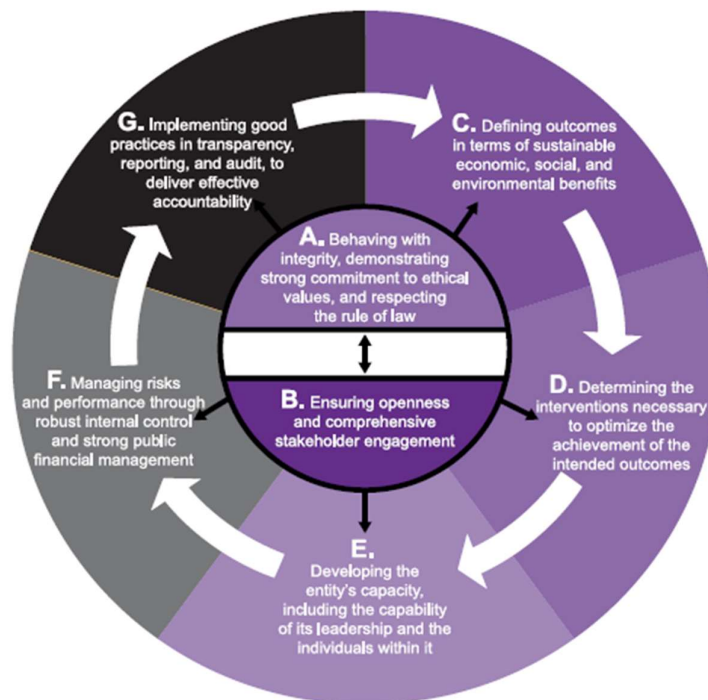 G. Implementing good
practices in transparency,
reporting, and audit, to
deliver effective
accountability
C. Defining outcomes
in terms of sustainable
economic, social, and
environmental benefits
A. Behaving with
integrity, demonstrating
strong commitment to ethical
values, and respecting
the rule of law
B. Ensuring openness
and comprehensive
stakeholder engagement
D. Determining the
interventions necessary
to optimize the
achievement of the
intended outcomes
E.
Developing the
entity's capacity,
including the capability
of its leadership and the
individuals within it
F. Managing risks
and performance through
robust internal control
and strong public
financial management